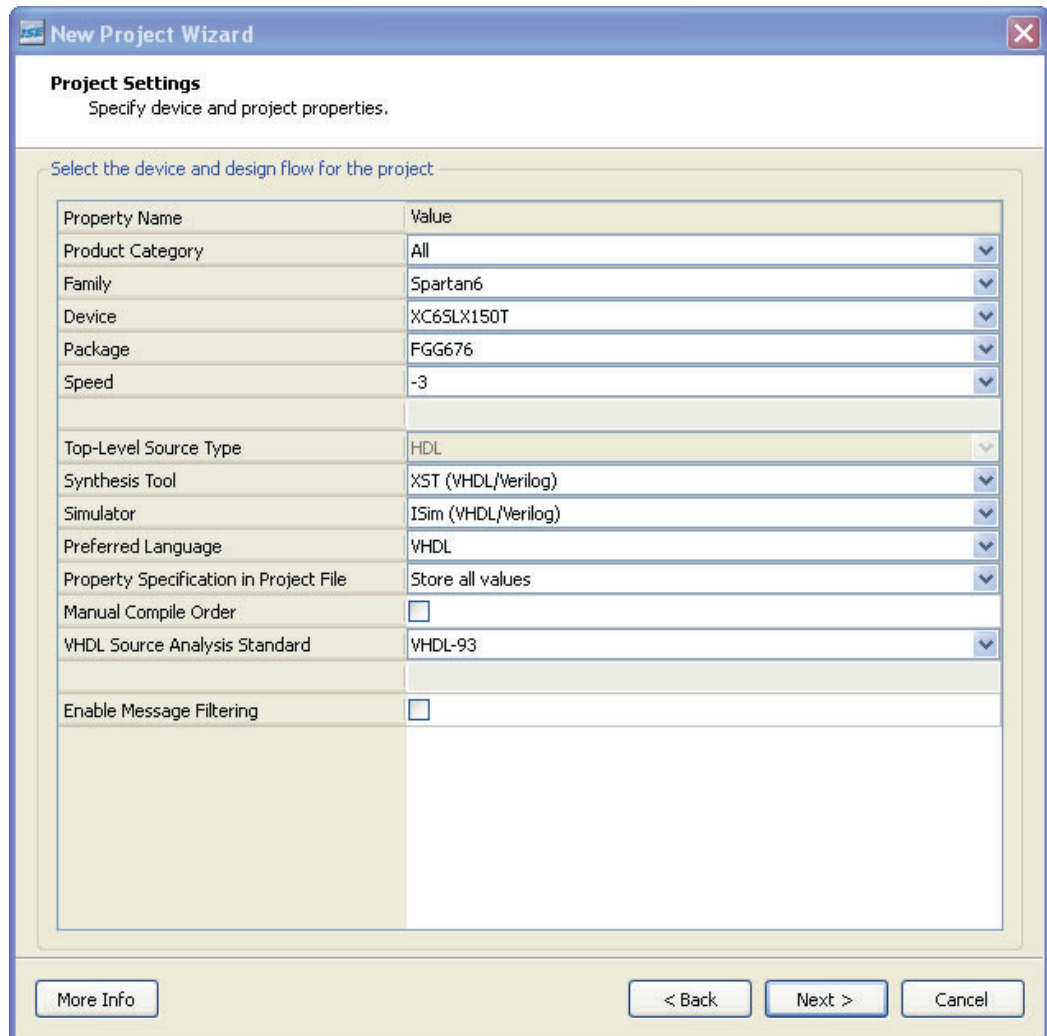 ISE New Project Wizard
Project Settings
Specify device and project properties.
Select the device and design flow for the project
Property Name Value
Product Category All
Family Spartan6
Device XC6SLX150T
Package FGG676
Speed -3
Top-Level Source Type HDL
Synthesis Tool XST (VHDL/Verilog)
Simulator ISim (VHDL/Verilog)
Preferred Language VHDL
Property Specification in Project File Store all values
Manual Compile Order
VHDL Source Analysis Standard VHDL-93
Enable Message Filtering
More Info < Back Next > Cancel